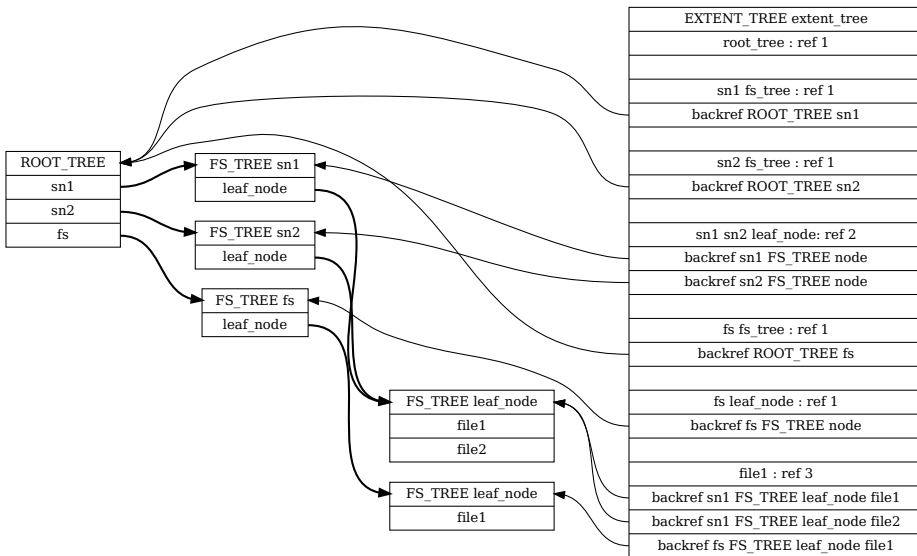 ROOT_TREE
sn1
sn2
fs
FS_TREE sn1
leaf_node
FS_TREE sn2
leaf_node
FS_TREE fs
leaf_node
FS_TREE leaf_node
file1
file2
FS_TREE leaf_node
file1
EXTENT_TREE extent_tree
root_tree : ref 1
sn1 fs_tree : ref 1
backref ROOT_TREE sn1
sn2 fs_tree : ref 1
backref ROOT_TREE sn2
sn1 sn2 leaf_node: ref 2
backref sn1 FS_TREE node
backref sn2 FS_TREE node
fs fs_tree : ref 1
backref ROOT_TREE fs
fs leaf_node : ref 1
backref fs FS_TREE node
file1 : ref 3
backref sn1 FS_TREE leaf_node file1
backref sn1 FS_TREE leaf_node file2
backref fs FS_TREE leaf_node file1